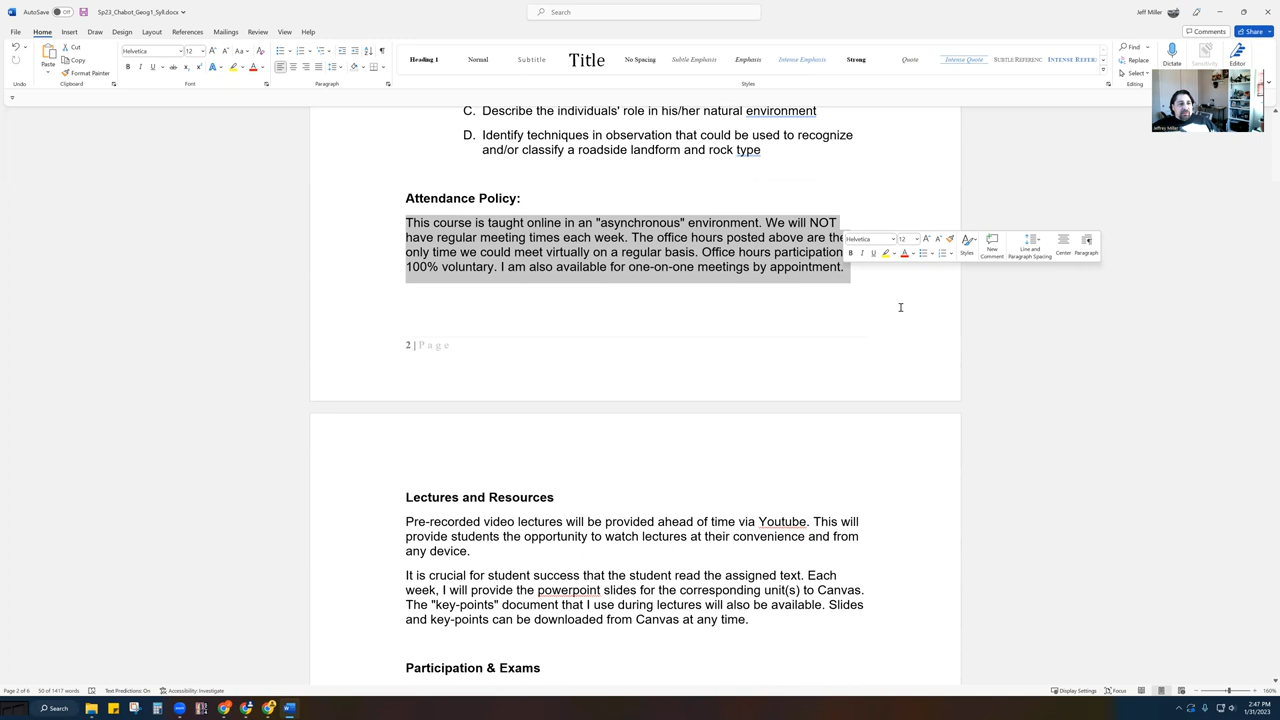 AutoSave Off Sp23_Chabot_Geog1_Syll.docx Search Jeff Miller
File Home Insert Draw Design Layout References Mailings Review View Help Comments Share
Undo
Paste Cut Copy Format Painter
Clipboard
Helvetica 12
Font
Paragraph
Heading 1 Normal Subtitle Title No Spacing Subtle Emphasis Emphasis Intense Emphasis Strong Quote Intense Quote SUBTLE REFERENC INTENSE REFER
Styles
Find Replace Select
Editing
Dictate Sensitivity Editor
C. Describe the individuals' role in his/her natural environment
D. Identify techniques in observation that could be used to recognize
and/or classify a roadside landform and rock type
Attendance Policy:
This course is taught online in an "asynchronous" environment. We will NOT
have regular meeting times each week. The office hours posted above are the
only time we could meet virtually on a regular basis. Office hours participation
100% voluntary. I am also available for one-on-one meetings by appointment.
Helvetica 12
Styles New Comment Line and Paragraph Spacing Center Paragraph
2 | Page
Lectures and Resources
Pre-recorded video lectures will be provided ahead of time via Youtube. This will
provide students the opportunity to watch lectures at their convenience and from
any device.
It is crucial for student success that the student read the assigned text. Each
week, I will provide the powerpoint slides for the corresponding unit(s) to Canvas.
The "key-points" document that I use during lectures will also be available. Slides
and key-points can be downloaded from Canvas at any time.
Participation & Exams
Page 2 of 6 50 of 1417 words Text Predictions: On Accessibility: Investigate Display Settings Focus 160%
Search 2:47 PM
1/31/2023